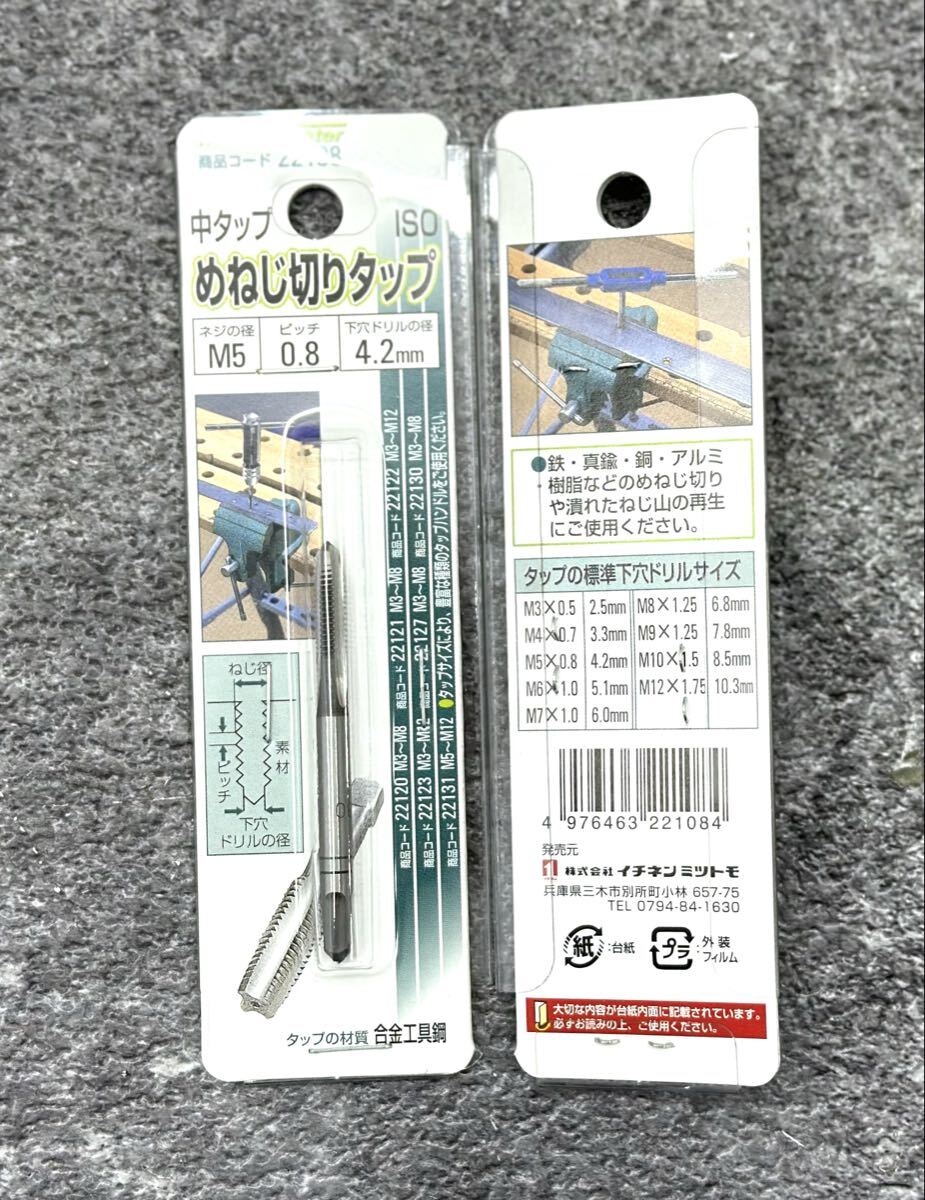 商品コード
中タップ
ISO
めねじ切りタップ
ネジの径 ピッチ 下穴ドリルの径
M5 0.8 4.2mm
ねじ径
ピッチ
素材
下穴
ドリルの径
商品コード 22120 M3〜M8 商品コード 22121 M3〜M8 商品コード 22122 M3〜M12
商品コード 22123 商品コード 22127 M3〜M8 商品コード 22130 M3〜M8
商品コード 22131 M5〜M12 ●タップサイズにより、豊富な種類のタップハンドルをご使用ください。
タップの材質 合金工具鋼
●鉄・真鍮・銅・アルミ
・樹脂などのめねじ切り
や潰れたねじ山の再生
にご使用ください。
タップの標準下穴ドリルサイズ
M3×0.5 2.5mm M8×1.25 6.8mm
M4×0.7 3.3mm M9×1.25 7.8mm
M5×0.8 4.2mm M10×1.5 8.5mm
M6×1.0 5.1mm M12×1.75 10.3mm
M7×1.0 6.0mm
4 976463 221084
発売元
株式会社イチネンミツトモ
兵庫県三木市別所町小林 657-75
TEL 0794-84-1630
紙 :台紙 プラ :外装
フィルム
大切な内容が台紙内面に記載されています。
必ずお読みの上、ご使用ください。